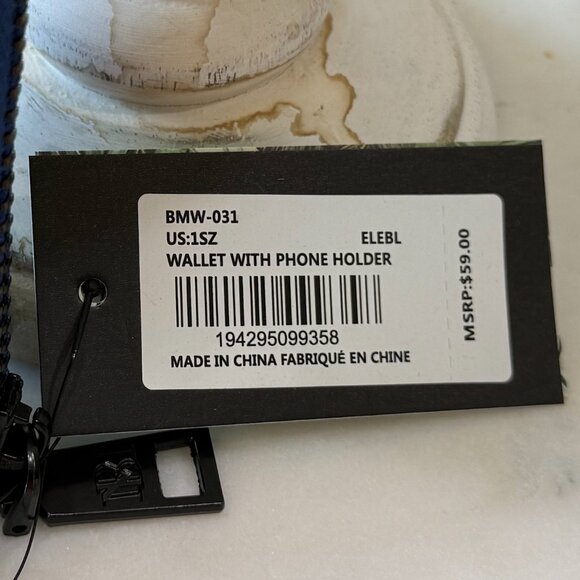 BMW-031
US:1SZ ELEBL
WALLET WITH PHONE HOLDER
194295099358
MADE IN CHINA FABRIQUÉ EN CHINE
MSRP:$59.00